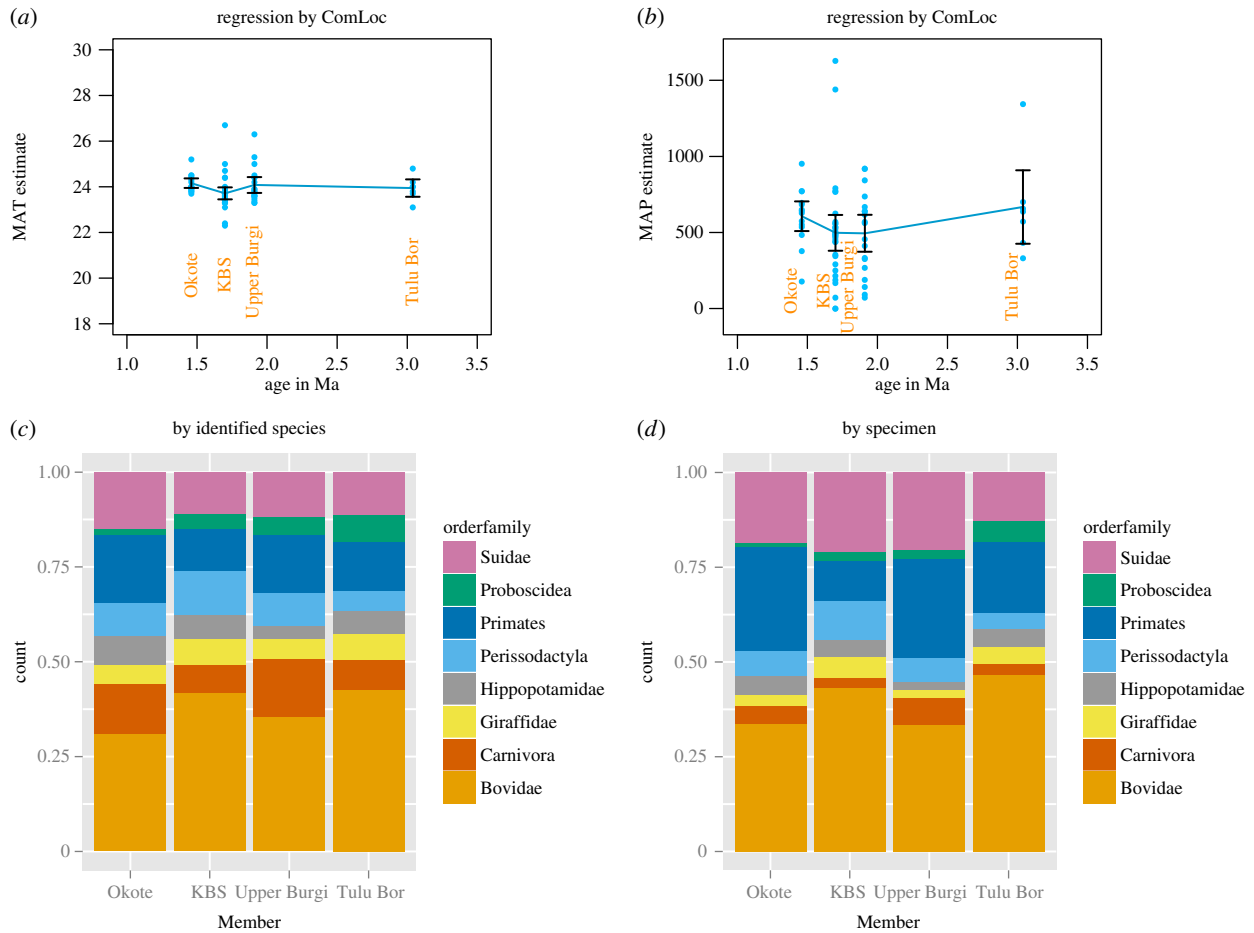 (a)
regression by ComLoc
30
28
26
24
22
20
18
MAT estimate
Okote
KBS
Upper Burgi
Tulu Bor
1.0 1.5 2.0 2.5 3.0 3.5
age in Ma
(b)
regression by ComLoc
1500
1000
500
0
MAP estimate
Okote
KBS
Upper Burgi
Tulu Bor
1.0 1.5 2.0 2.5 3.0 3.5
age in Ma
(c)
by identified species
1.00
0.75
0.50
0.25
0
count
Okote KBS Upper Burgi Tulu Bor
Member
orderfamily
Suidae
Proboscidea
Primates
Perissodactyla
Hippopotamidae
Giraffidae
Carnivora
Bovidae
(d)
by specimen
1.00
0.75
0.50
0.25
0
count
Okote KBS Upper Burgi Tulu Bor
Member
orderfamily
Suidae
Proboscidea
Primates
Perissodactyla
Hippopotamidae
Giraffidae
Carnivora
Bovidae